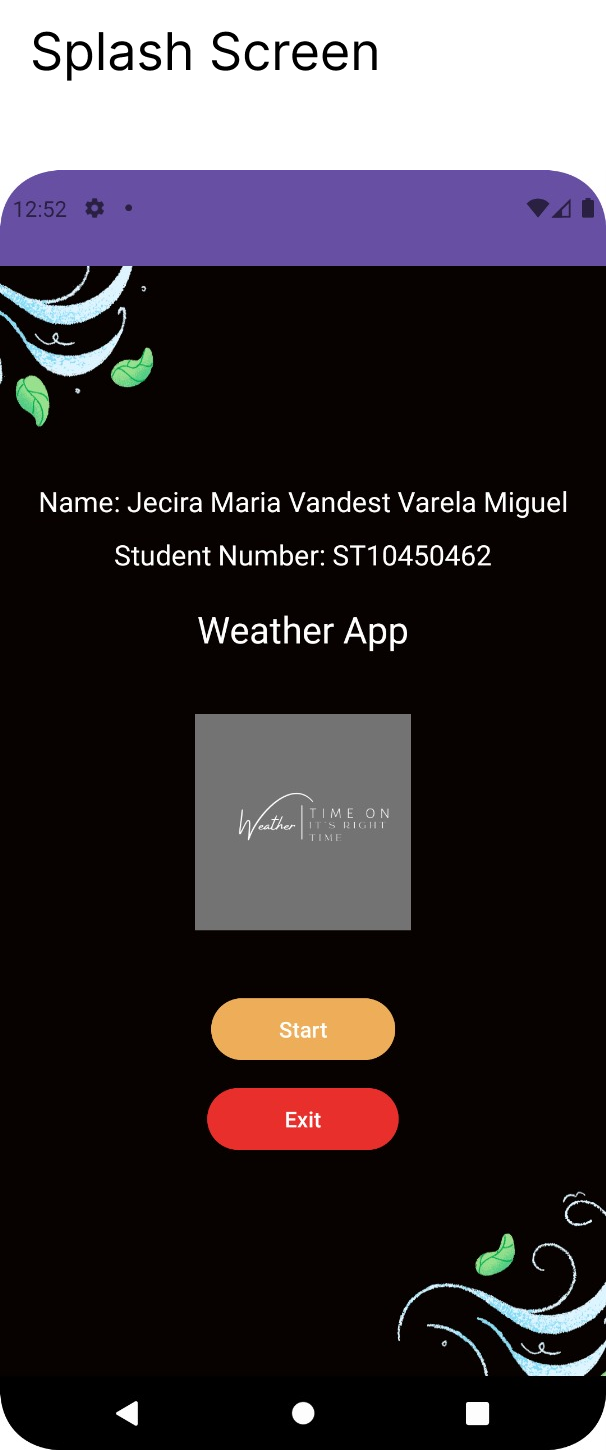 Splash Screen
12:52
Name: Jecira Maria Vandest Varela Miguel
Student Number: ST10450462
Weather App
Weather
TIME ON
IT'S RIGHT
TIME
Start
Exit